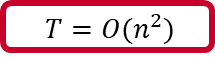 T = O(n²)